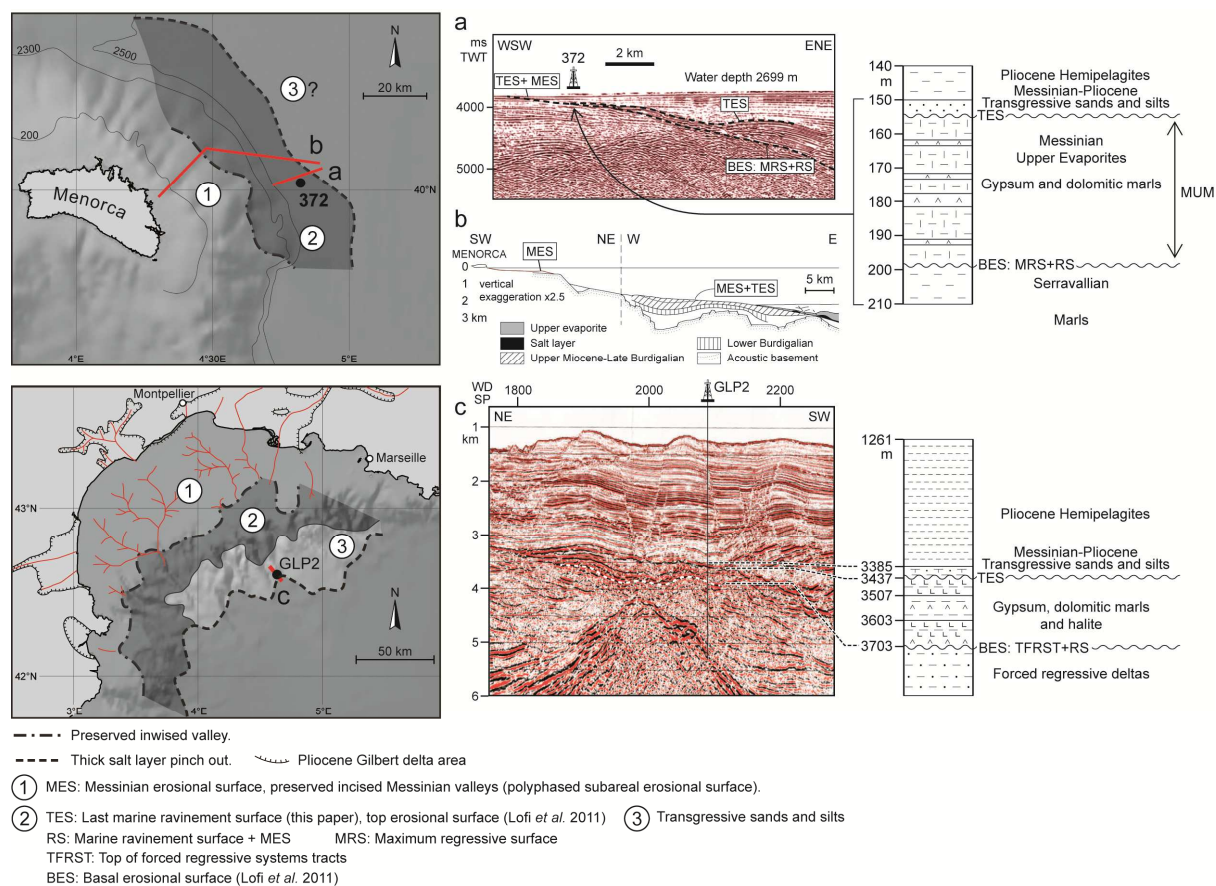 2300
2500
200
N
20 km
3 ?
b
a
1
372
40°N
Menorca
2
4°
4°30
5°
a
ms
TWT
WSW
372
2 km
ENE
TES+ MES
Water depth 2699 m
4000
TES
5000
BES: MRS+RS
140
m
150
160
170
180
190
200
210
Pliocene Hemipelagites
Messinian-Pliocene
Transgressive sands and silts
TES
Messinian
Upper Evaporites
Gypsum and dolomitic marls
MUM
BES: MRS+RS
Serravallian
Marls
b
SW
MENORCA
NE
W
E
MES
0
1
2
3 km
vertical
exaggeration x2.5
MES+TES
5 km
Upper evaporite
Salt layer
Upper Miocene-Late Burdigalian
Lower Burdigalian
Acoustic basement
Montpellier
Marseille
1
43°N
2
3
GLP2
C
N
50 km
42°N
3°E
4°E
5°E
c
WD
SP
1800
2000
GLP2
2200
NE
SW
1
km
2
3
4
5
6
1261
m
3385
3437
3507
3603
3703
Pliocene Hemipelagites
Messinian-Pliocene
Transgressive sands and silts
TES
Gypsum, dolomitic marls
and halite
BES: TFRST+RS
Forced regressive deltas
Preserved inwised valley.
Thick salt layer pinch out.
Pliocene Gilbert delta area
1 MES: Messinian erosional surface, preserved incised Messinian valleys (polyphased subareal erosional surface).
2 TES: Last marine ravinement surface (this paper), top erosional surface (Lofi et al. 2011)
3 Transgressive sands and silts
RS: Marine ravinement surface + MES
MRS: Maximum regressive surface
TFRST: Top of forced regressive systems tracts
BES: Basal erosional surface (Lofi et al. 2011)